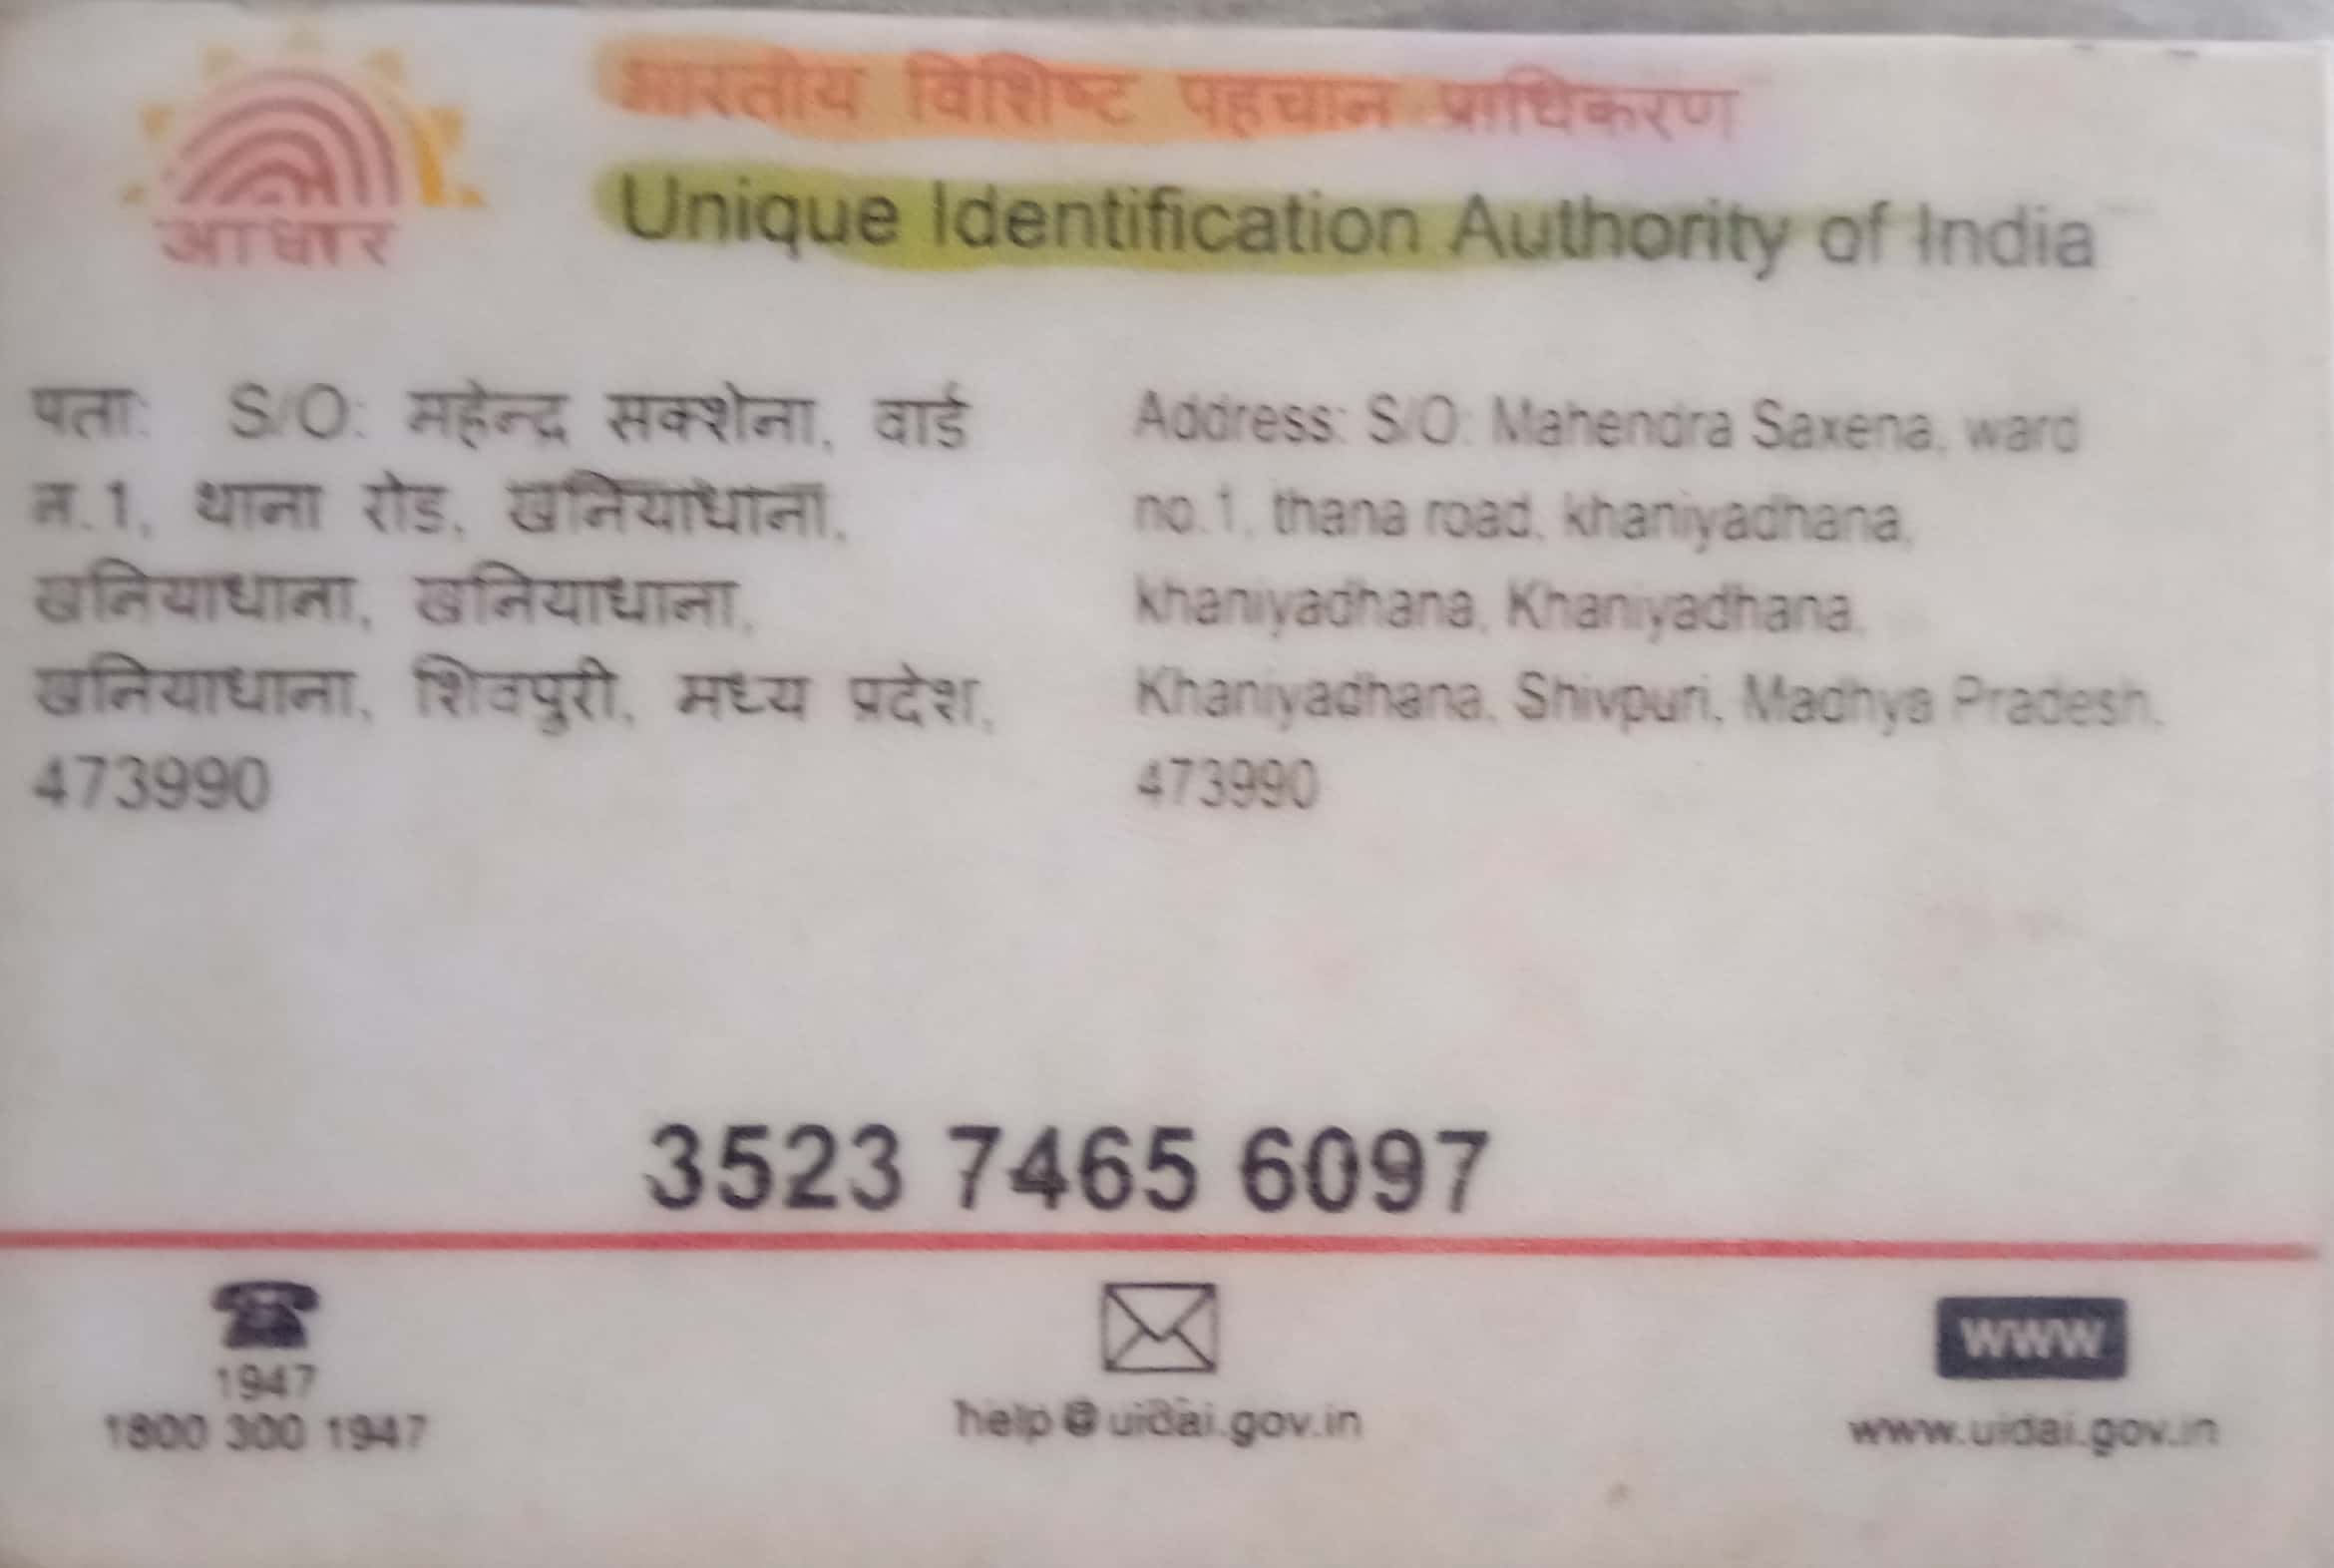 भारतीय विशिष्ट पहचान प्राधिकरण
Unique Identification Authority of India
आधार
पता: S/O: महेन्द्र सक्शेना, वार्ड
न.1, थाना रोड, खनियाधाना,
खनियाधाना, खनियाधाना,
खनियाधाना, शिवपुरी, मध्य प्रदेश,
473990
Address: S/O: Mahendra Saxena, ward
no.1, thana road, khaniyadhana,
khaniyadhana, Khaniyadhana,
Khaniyadhana, Shivpuri, Madhya Pradesh,
473990
3523 7465 6097
1947
1800 300 1947
help@uidai.gov.in
www
www.uidai.gov.in